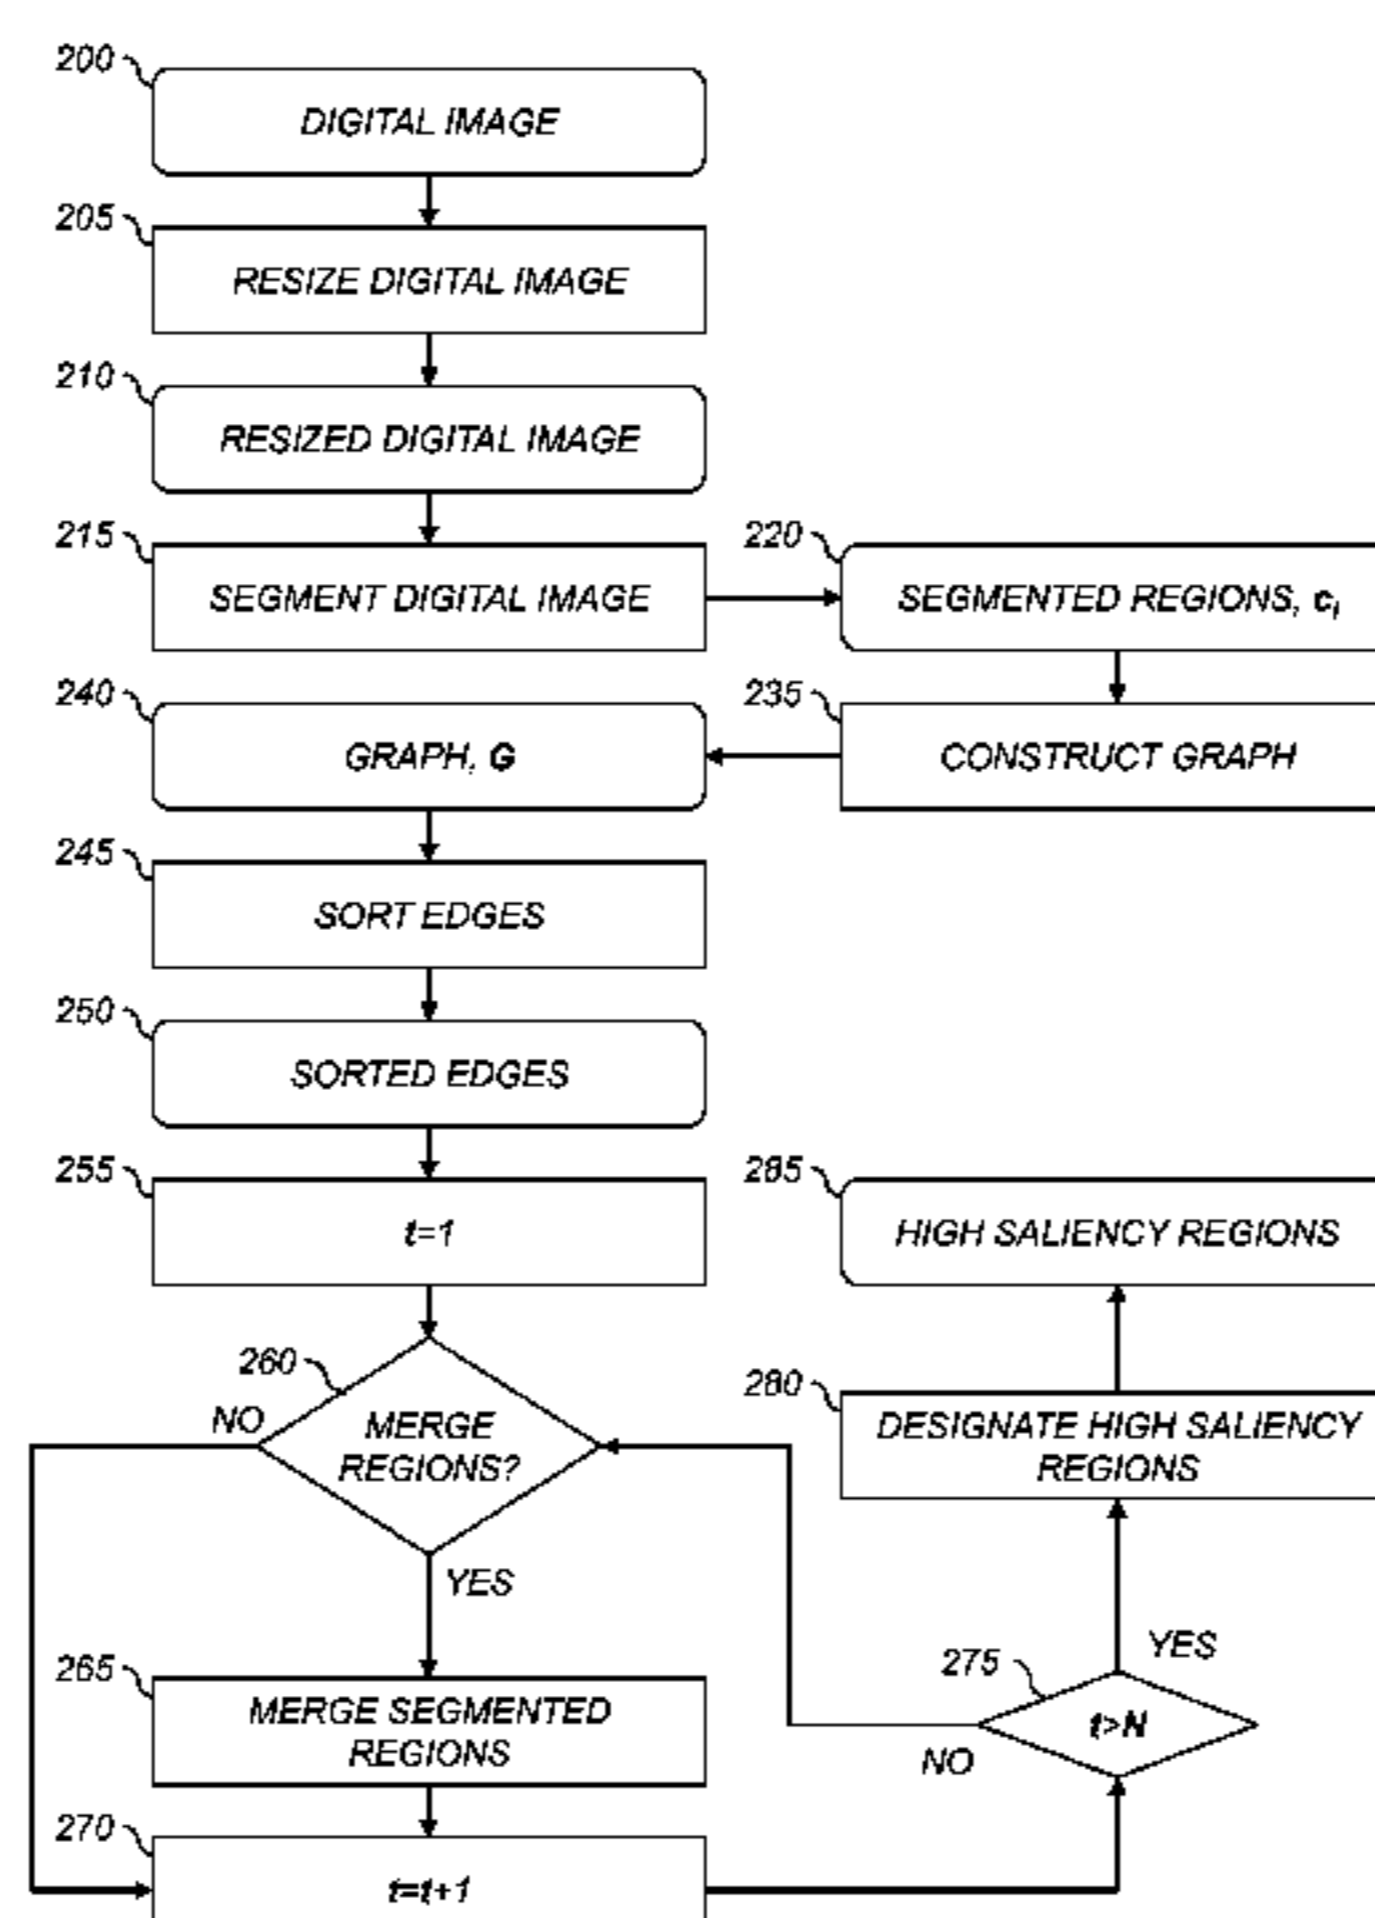 200
DIGITAL IMAGE
205
RESIZE DIGITAL IMAGE
210
RESIZED DIGITAL IMAGE
215
SEGMENT DIGITAL IMAGE
220
SEGMENTED REGIONS, ci
235
CONSTRUCT GRAPH
240
GRAPH, G
245
SORT EDGES
250
SORTED EDGES
255
t=1
260
MERGE
REGIONS?
NO
YES
265
MERGE SEGMENTED
REGIONS
270
t=t+1
275
t>N
NO
YES
280
DESIGNATE HIGH SALIENCY
REGIONS
285
HIGH SALIENCY REGIONS